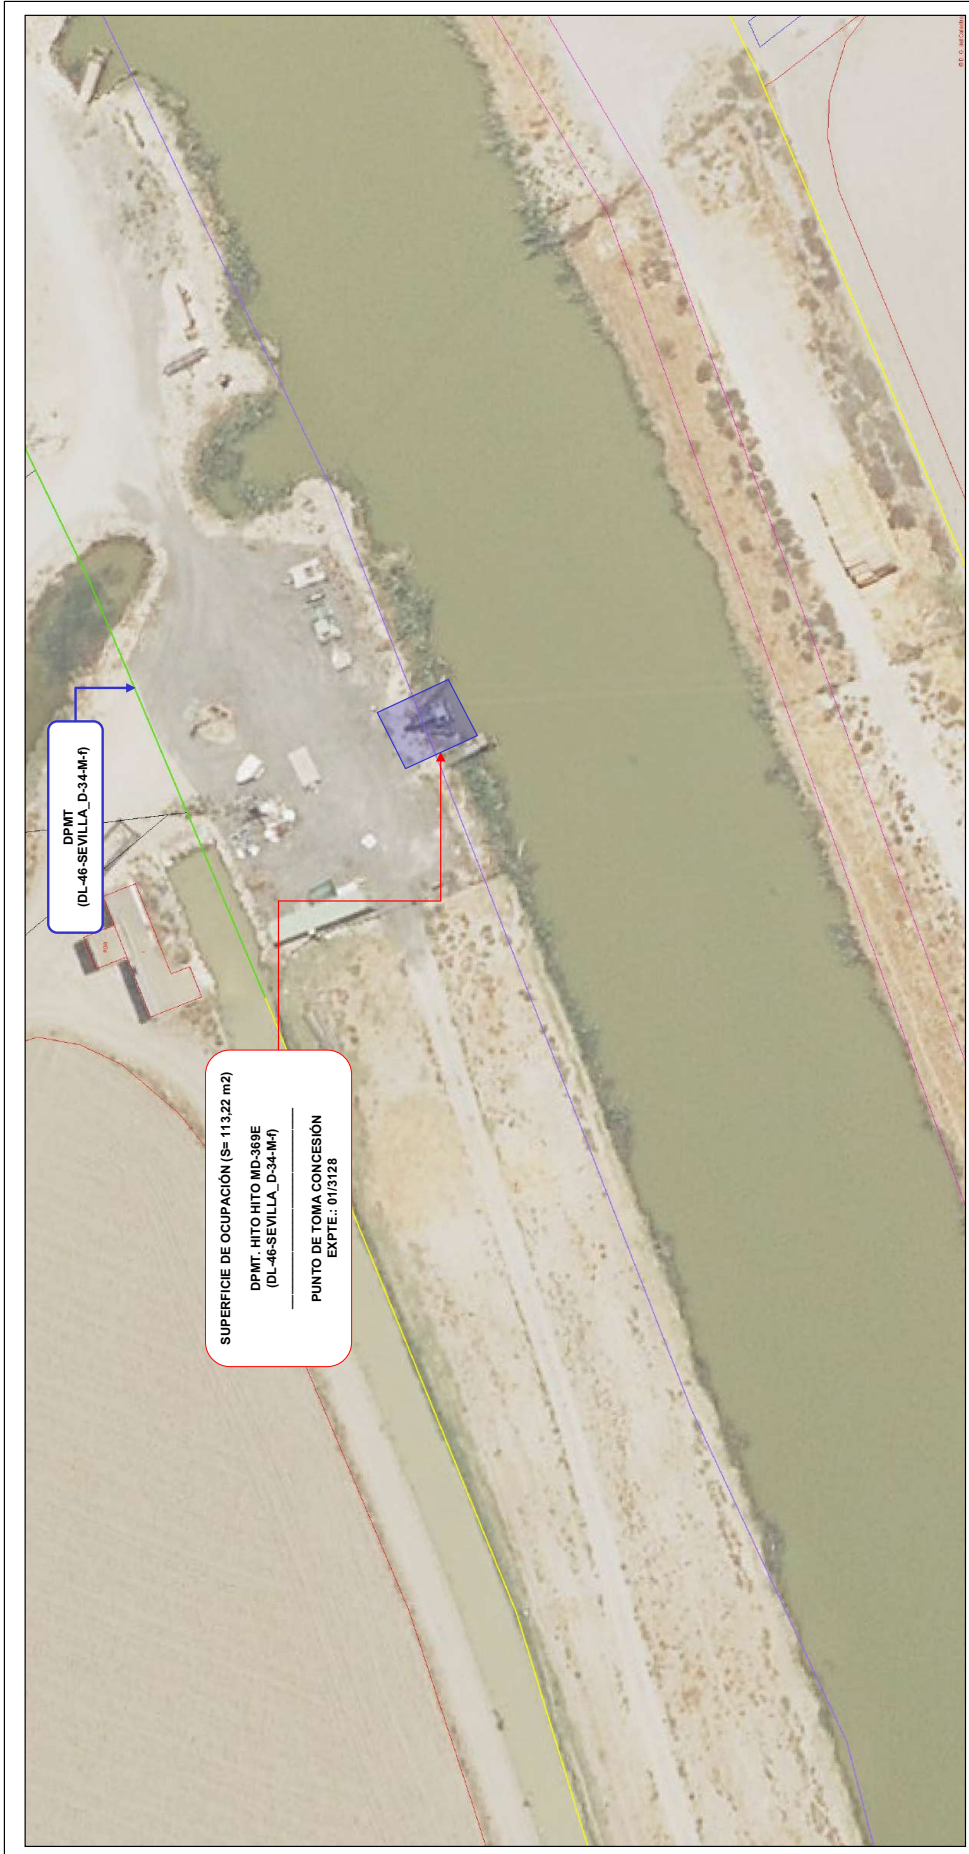 DPMT
(DL-46-SEVILLA_D-34-M-f)
SUPERFICIE DE OCUPACIÓN (S= 113,22 m2)
DPMT. HITO HITO MD-369E
(DL-46-SEVILLA_D-34-M-f)
PUNTO DE TOMA CONCESIÓN
EXPTE.: 01/3128